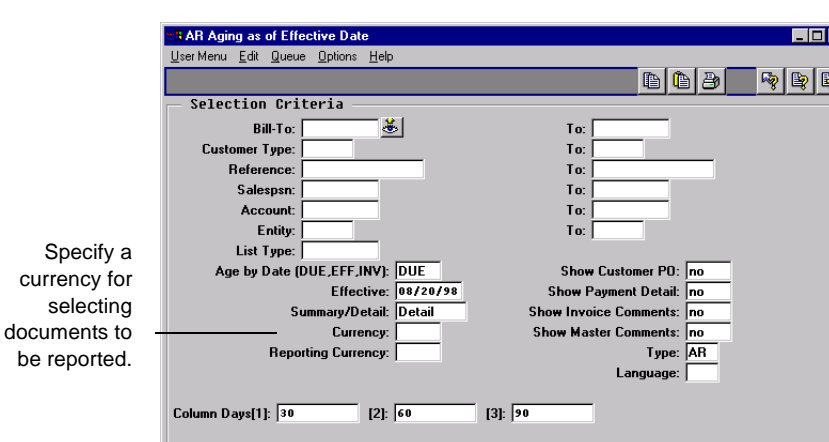 AR Aging as of Effective Date
User Menu Edit Queue Options Help
Selection Criteria
Bill-To: To:
Customer Type: To:
Reference: To:
Salespsn: To:
Account: To:
Entity: To:
List Type:
Age by Date (DUE,EFF,INV): DUE Show Customer PO: no
Effective: 08/20/98 Show Payment Detail: no
Summary/Detail: Detail Show Invoice Comments: no
Currency: Show Master Comments: no
Reporting Currency: Type: AR
Language:
Column Days[1]: 30 [2]: 60 [3]: 90
Specify a
currency for
selecting
documents to
be reported.